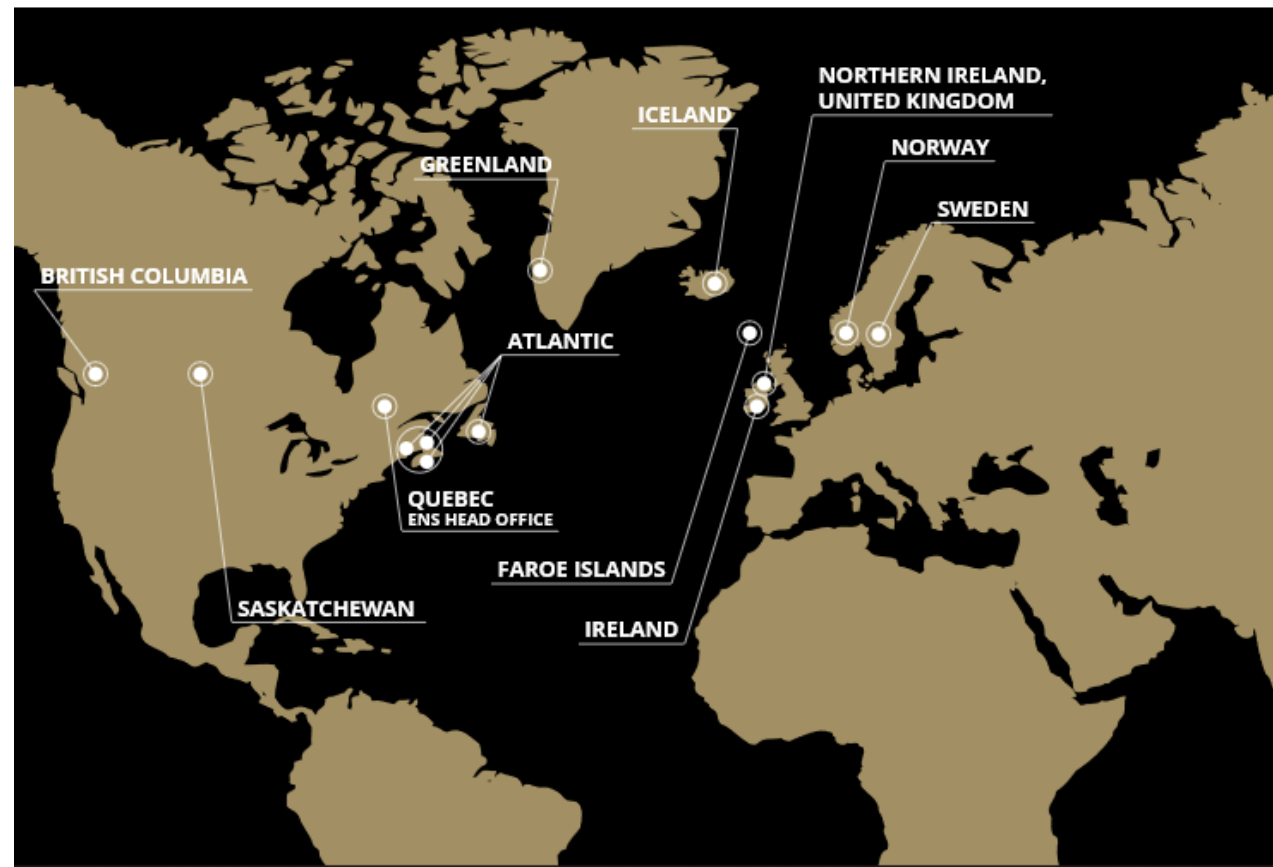 NORTHERN IRELAND,
UNITED KINGDOM
ICELAND
NORWAY
GREENLAND
SWEDEN
BRITISH COLUMBIA
ATLANTIC
QUEBEC
ENS HEAD OFFICE
FAROE ISLANDS
SASKATCHEWAN
IRELAND